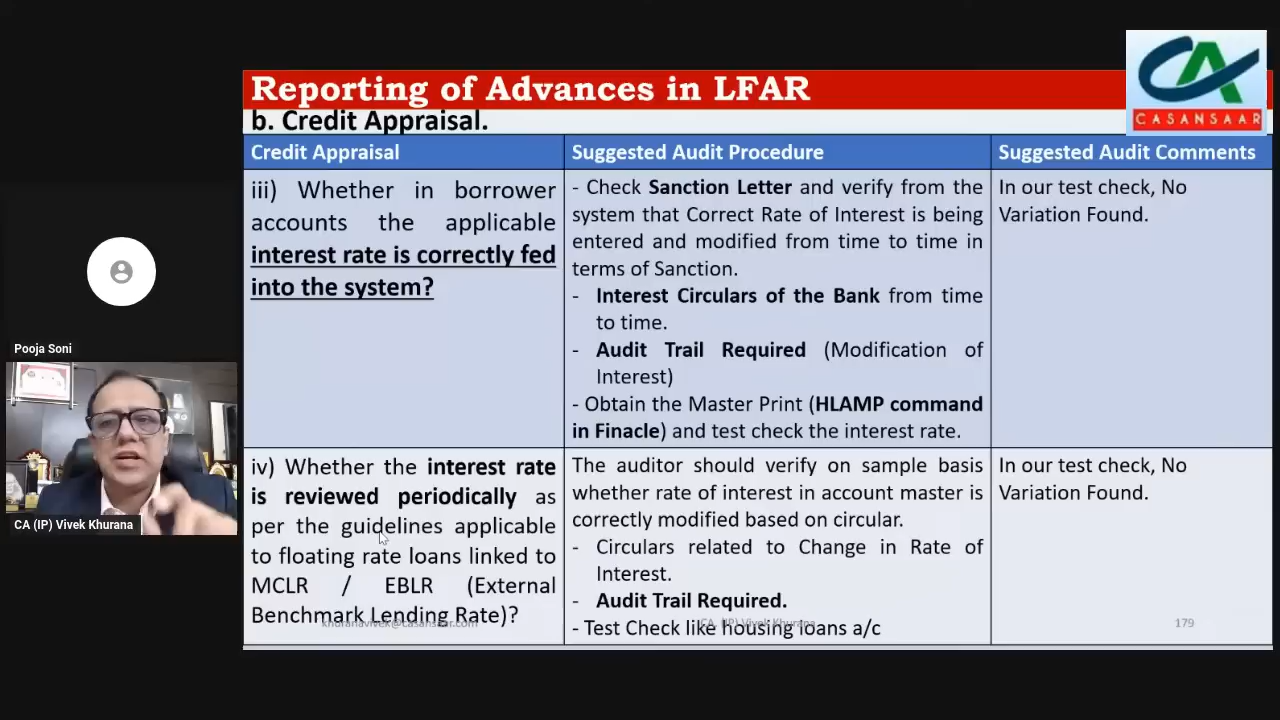 Reporting of Advances in LFAR
CA
CASANSAAR
b. Credit Appraisal.
Credit Appraisal
Suggested Audit Procedure
Suggested Audit Comments
iii) Whether in borrower
accounts the applicable
interest rate is correctly fed
into the system?
- Check Sanction Letter and verify from the
system that Correct Rate of Interest is being
entered and modified from time to time in
terms of Sanction.
- Interest Circulars of the Bank from time
to time.
- Audit Trail Required (Modification of
Interest)
- Obtain the Master Print (HLAMP command
in Finacle) and test check the interest rate.
In our test check, No
Variation Found.
iv) Whether the interest rate
is reviewed periodically as
per the guidelines applicable
to floating rate loans linked to
MCLR / EBLR (External
Benchmark Lending Rate)?
The auditor should verify on sample basis
whether rate of interest in account master is
correctly modified based on circular.
- Circulars related to Change in Rate of
Interest.
- Audit Trail Required.
- Test Check like housing loans a/c
In our test check, No
Variation Found.
khuranavivek@casansaar.com
CA (IP) Vivek Khurana
179
Pooja Soni
CA (IP) Vivek Khurana